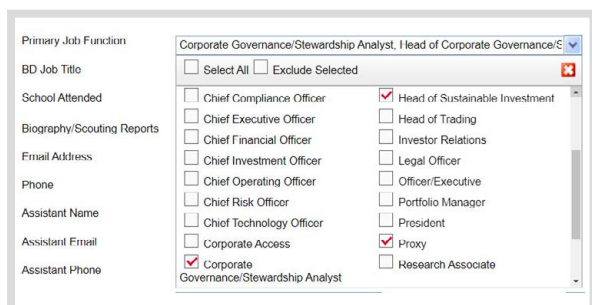 Primary Job Function
Corporate Governance/Stewardship Analyst, Head of Corporate Governance/S
BD Job Title
Select All Exclude Selected
School Attended
Chief Compliance Officer Head of Sustainable Investment
Biography/Scouting Reports
Chief Executive Officer Head of Trading
Chief Financial Officer Investor Relations
Email Address
Chief Investment Officer Legal Officer
Phone
Chief Operating Officer Officer/Executive
Assistant Name
Chief Risk Officer Portfolio Manager
Chief Technology Officer President
Assistant Email
Corporate Access Proxy
Assistant Phone
Corporate Research Associate
Governance/Stewardship Analyst